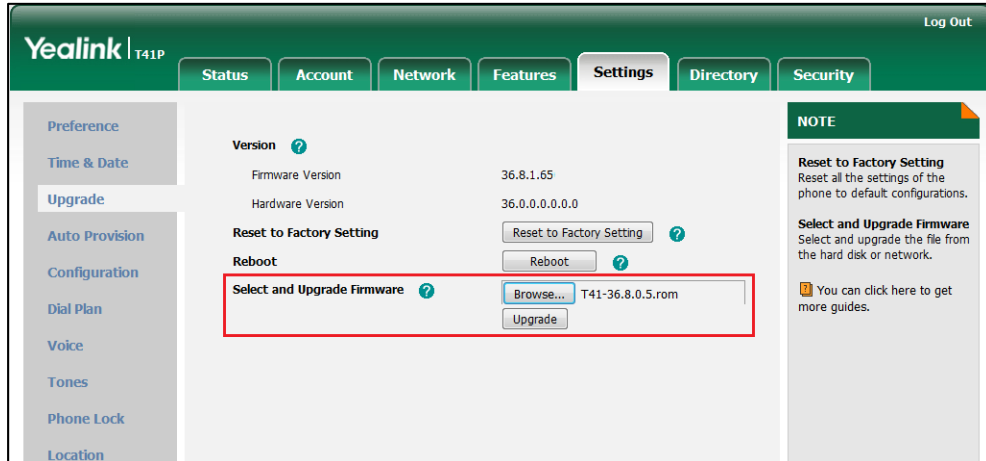 Log Out
Yealink T41P
Status Account Network Features Settings Directory Security
Preference
Time & Date
Upgrade
Auto Provision
Configuration
Dial Plan
Voice
Tones
Phone Lock
Location
Version ?
Firmware Version 36.8.1.65
Hardware Version 36.0.0.0.0.0.0
Reset to Factory Setting Reset to Factory Setting ?
Reboot Reboot ?
Select and Upgrade Firmware ? Browse... T41-36.8.0.5.rom
Upgrade
NOTE
Reset to Factory Setting
Reset all the settings of the
phone to default configurations.
Select and Upgrade Firmware
Select and upgrade the file from
the hard disk or network.
? You can click here to get
more guides.